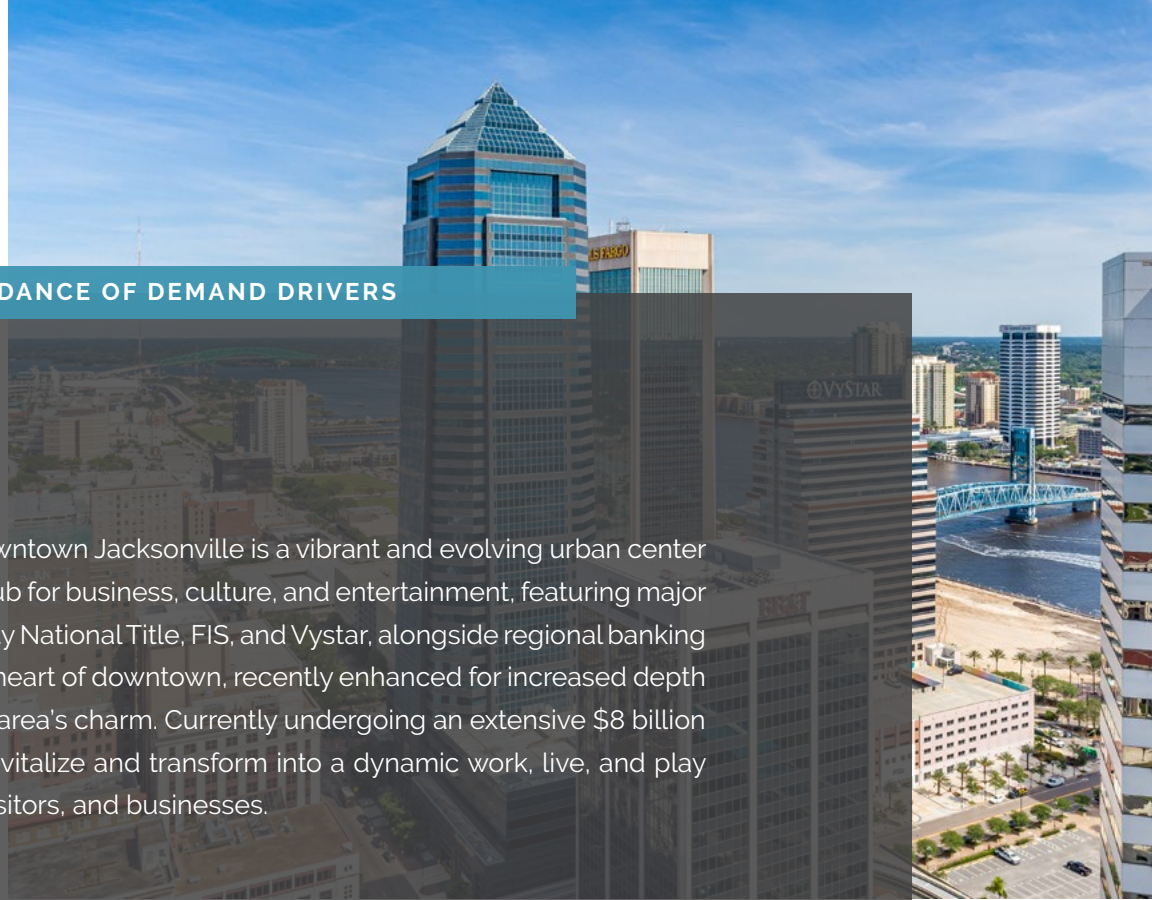 DANCE OF DEMAND DRIVERS
LS FARGO
VYSTAR
wntown Jacksonville is a vibrant and evolving urban center
ub for business, culture, and entertainment, featuring major
y National Title, FIS, and Vystar, alongside regional banking
heart of downtown, recently enhanced for increased depth
area's charm. Currently undergoing an extensive $8 billion
vitalize and transform into a dynamic work, live, and play
sitors, and businesses.